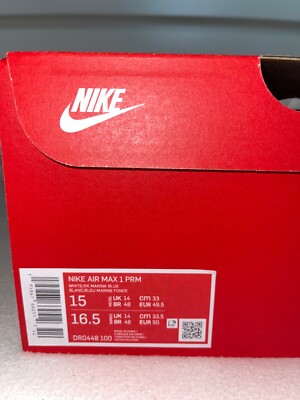 NIKE
NIKE AIR MAX 1 PRM
WHITE/DK MARINA BLUE
BLANC/BLEU MARINE FONCE
15 UK 14 CM 33
BR 48 EUR 49.5
16.5 UK 14 CM 33.5
BR 48 EUR 50
DR0448 100